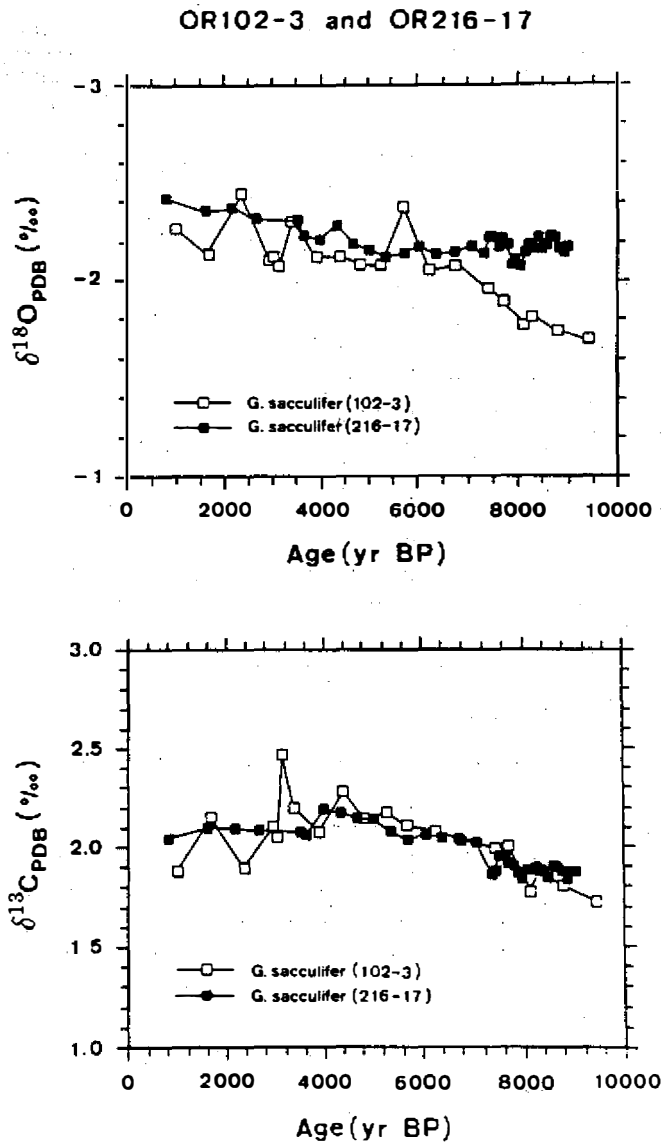 OR102-3 and OR216-17
-3
-2
-1
δ18OPDB (‰)
G. sacculifer (102-3)
G. sacculifer (216-17)
0 2000 4000 6000 8000 10000
Age (yr BP)
3.0
2.5
2.0
1.5
1.0
δ13CPDB (‰)
G. sacculifer (102-3)
G. sacculifer (216-17)
0 2000 4000 6000 8000 10000
Age (yr BP)